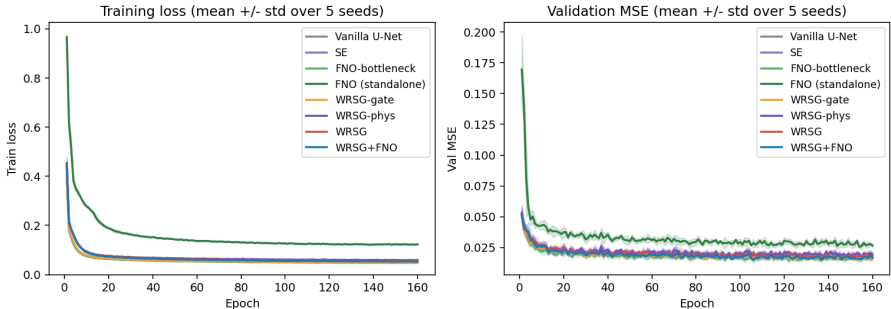 Training loss (mean +/- std over 5 seeds)
1.0
0.8
0.6
0.4
0.2
0.0
Train loss
0
20
40
60
80
100
120
140
160
Epoch
Vanilla U-Net
SE
FNO-bottleneck
FNO (standalone)
WRSG-gate
WRSG-phys
WRSG
WRSG+FNO
Validation MSE (mean +/- std over 5 seeds)
0.200
0.175
0.150
0.125
0.100
0.075
0.050
0.025
Val MSE
0
20
40
60
80
100
120
140
160
Epoch
Vanilla U-Net
SE
FNO-bottleneck
FNO (standalone)
WRSG-gate
WRSG-phys
WRSG
WRSG+FNO